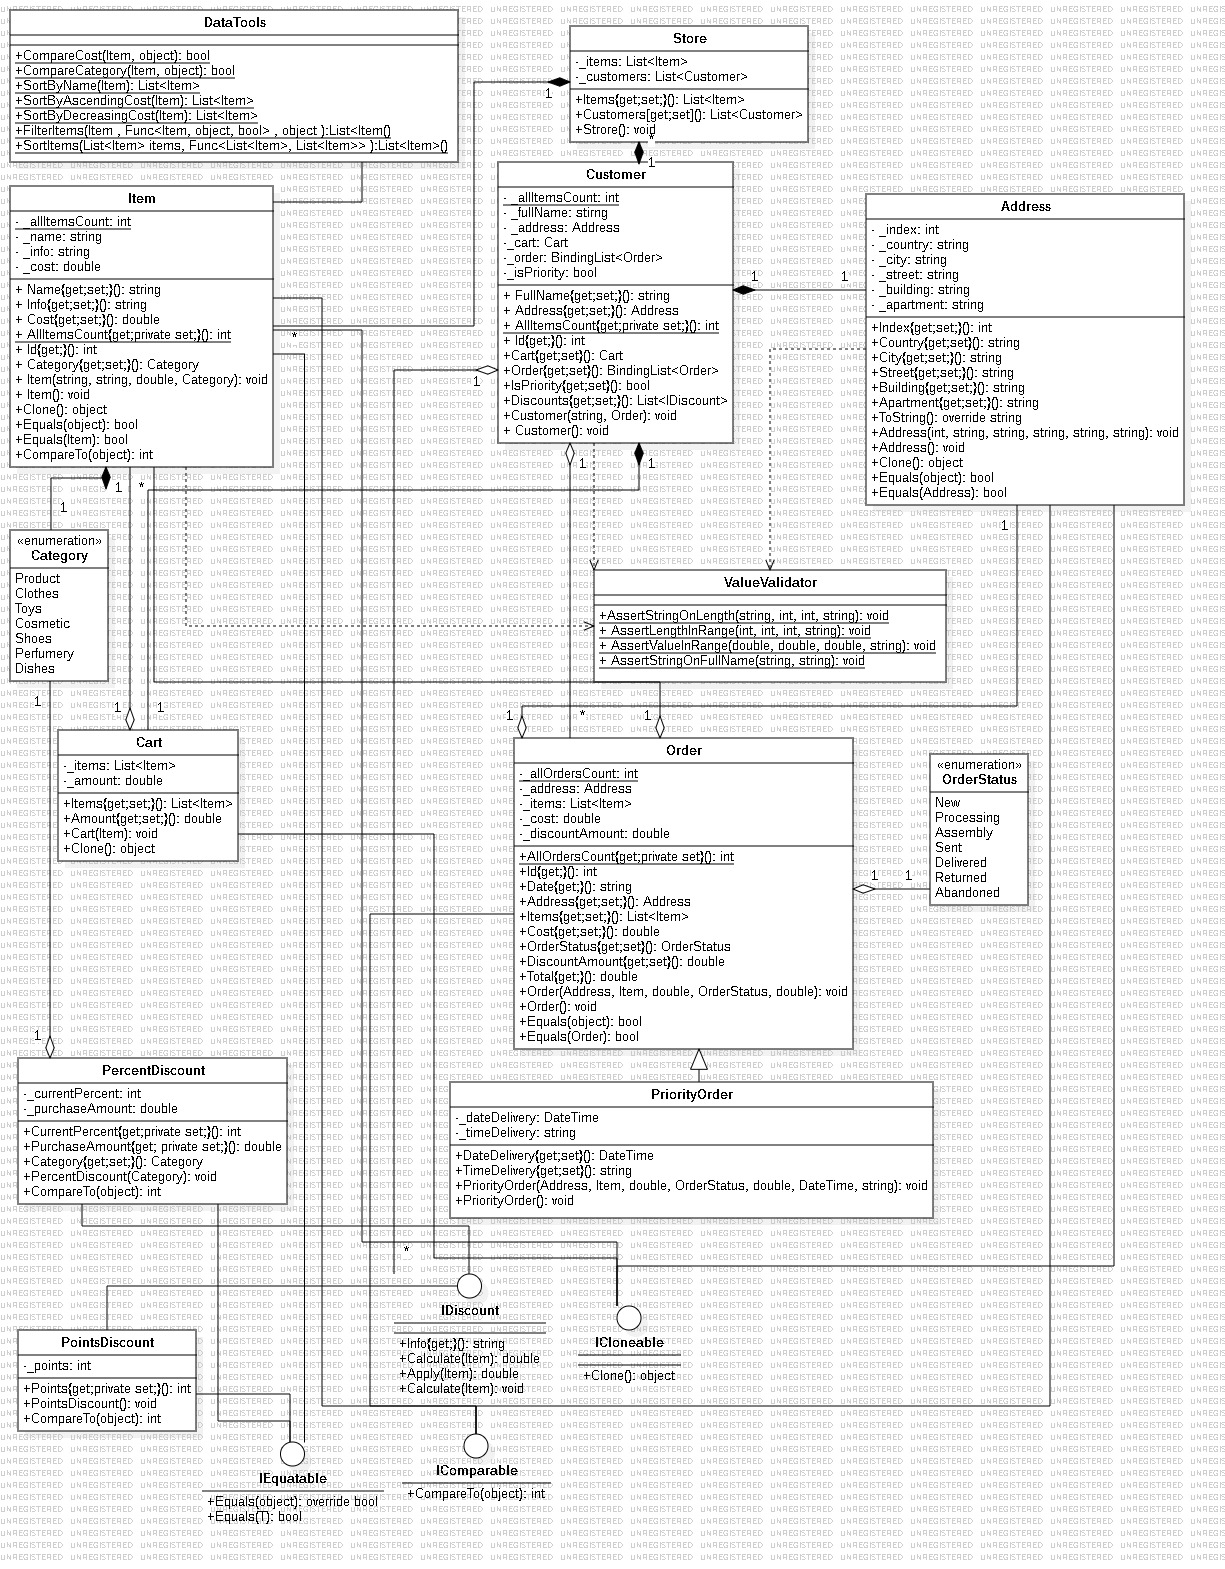 DataTools
+CompareCost(Item, object): bool
+CompareCategory(Item, object): bool
+SortByName(Item): List<Item>
+SortByAscendingCost(Item): List<Item>
+SortByDecreasingCost(Item): List<Item>
+FilterItems(Item , Func<Item, object, bool> , object ):List<Item()
+SortItems(List<Item> items, Func<List<Item>, List<Item>> ):List<Item>()
Store
-_items: List<Item>
-_customers: List<Customer>
+Items{get;set;}(): List<Item>
+Customers[get;set](): List<Customer>
+Strore(): void
1
1
Item
- _allItemsCount: int
- _name: string
- _info: string
- _cost: double
+ Name{get;set;}(): string
+ Info{get;set;}(): string
+ Cost{get;set;}(): double
+ AllItemsCount{get;private set;}(): int
+ Id{get;}(): int
+ Category{get;set;}(): Category
+ Item(string, string, double, Category): void
+ Item(): void
+Clone(): object
+Equals(object): bool
+Equals(Item): bool
+CompareTo(object): int
*
Customer
- _allItemsCount: int
- _fullName: stirng
- _address: Address
-_cart: Cart
-_order: BindingList<Order>
-_isPriority: bool
+ FullName{get;set;}(): string
+ Address{get;set;}(): Address
+ AllItemsCount{get;private set;}(): int
+ Id{get;}(): int
+Cart{get;set}(): Cart
+Order{get;set}(): BindingList<Order>
+IsPriority{get;set}(): bool
+Discounts{get;set;}(): List<IDiscount>
+Customer(string, Order): void
+ Customer(): void
1
1
1
1
1
Address
- _index: int
- _country: string
- _city: string
- _street: string
- _building: string
- _apartment: string
+Index{get;set;}(): int
+Country{get;set;}(): string
+City{get;set;}(): string
+Street{get;set;}(): string
+Building{get;set;}(): string
+Apartment{get;set;}(): string
+ToString(): override string
+Address(int, string, string, string, string, string): void
+Address(): void
+Clone(): object
+Equals(object): bool
+Equals(Address): bool
1
1
*
1
«enumeration»
Category
Product
Clothes
Toys
Cosmetic
Shoes
Perfumery
Dishes
1
ValueValidator
+AssertStringOnLength(string, int, int, string): void
+ AssertLengthInRange(int, int, int, string): void
+ AssertValueInRange(double, double, double, string): void
+ AssertStringOnFullName(string, string): void
1
1
1
*
1
Cart
-_items: List<Item>
-_amount: double
+Items{get;set;}(): List<Item>
+Amount{get;set;}(): double
+Cart(Item): void
+Clone(): object
Order
-_allOrdersCount: int
-_address: Address
-_items: List<Item>
-_cost: double
-_discountAmount: double
+AllOrdersCount{get;private set}(): int
+Id{get;}(): int
+Date{get;}(): string
+Address{get;set;}(): Address
+Items{get;set;}(): List<Item>
+Cost{get;set;}(): double
+OrderStatus{get;set}(): OrderStatus
+DiscountAmount{get;set}(): double
+Total{get;}(): double
+Order(Address, Item, double, OrderStatus, double): void
+Order(): void
+Equals(object): bool
+Equals(Order): bool
1
1
«enumeration»
OrderStatus
New
Processing
Assembly
Sent
Delivered
Returned
Abandoned
1
PercentDiscount
-_currentPercent: int
-_purchaseAmount: double
+CurrentPercent{get;private set;}(): int
+PurchaseAmount{get; private set;}(): double
+Category{get;set;}(): Category
+PercentDiscount(Category): void
+CompareTo(object): int
PriorityOrder
-_dateDelivery: DateTime
-_timeDelivery: string
+DateDelivery{get;set}(): DateTime
+TimeDelivery{get;set}(): string
+PriorityOrder(Address, Item, double, OrderStatus, double, DateTime, string): void
+PriorityOrder(): void
*
IDiscount
+Info{get;}(): string
+Calculate(Item): double
+Apply(Item): double
+Calculate(Item): void
ICloneable
+Clone(): object
PointsDiscount
-_points: int
+Points{get;private set;}(): int
+PointsDiscount(): void
+CompareTo(object): int
IEquatable
+Equals(object): override bool
+Equals(T): bool
IComparable
+CompareTo(object): int
UNREGISTERED